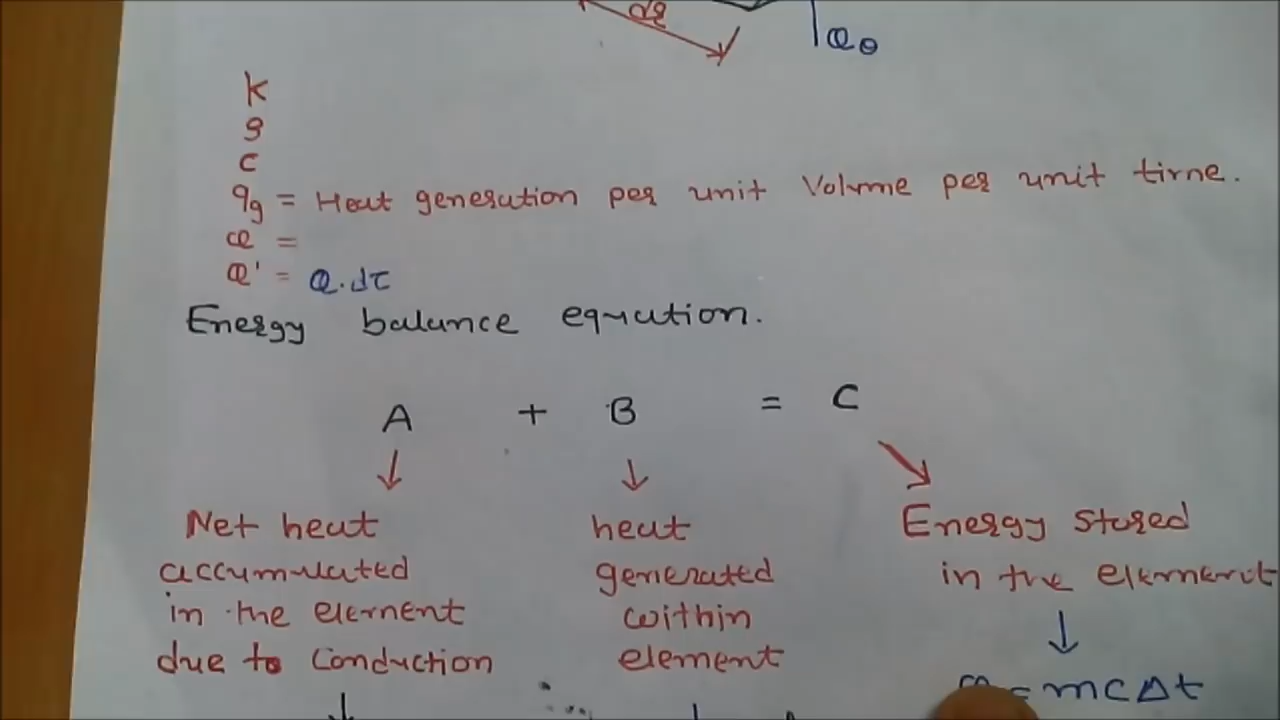 dr
Qθ
k
ρ
c
qg = Heat generation per unit Volume per unit time.
Q =
Q' = Q.dτ
Energy balance equation.
A + B = C
Net heat accumulated in the element due to Conduction
heat generated within element
Energy stored in the element
= mcΔt